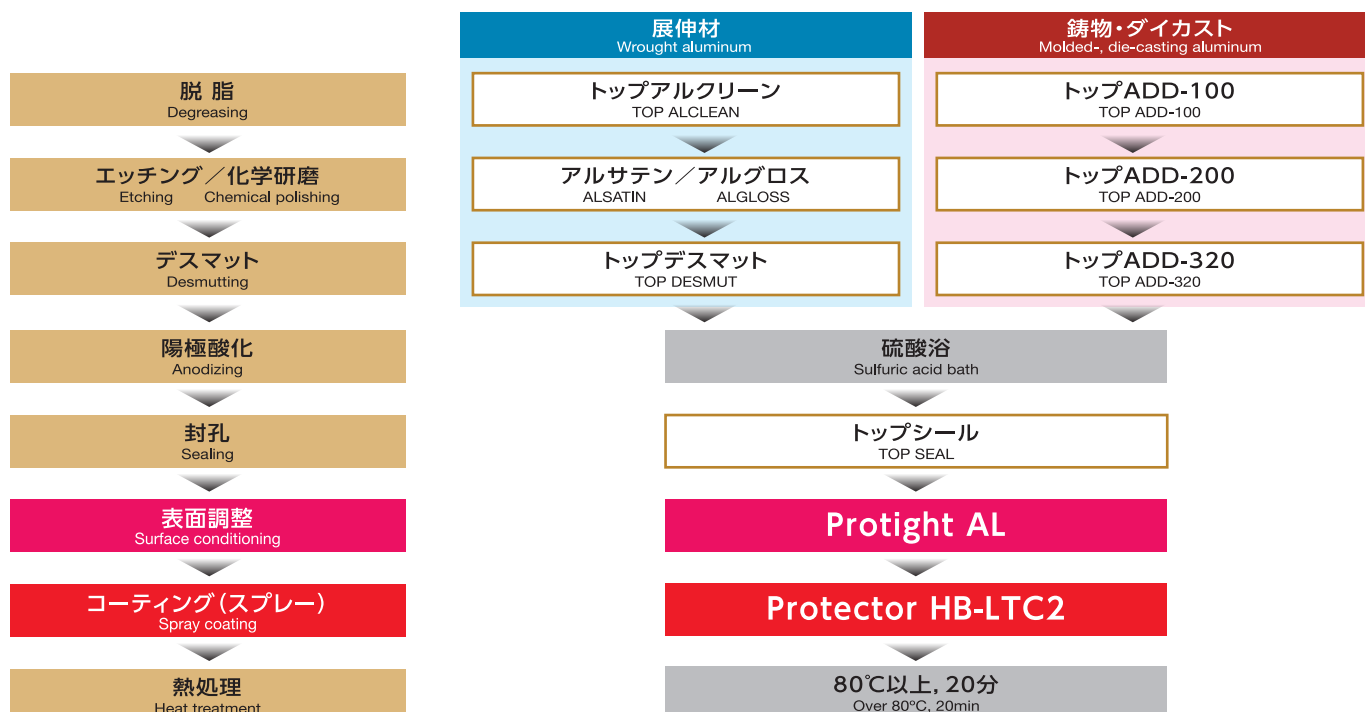 展伸材
Wrought aluminum
鋳物・ダイカスト
Molded-, die-casting aluminum
脱 脂
Degreasing
トップアルクリーン
TOP ALCLEAN
トップADD-100
TOP ADD-100
エッチング／化学研磨
Etching Chemical polishing
アルサテン／アルグロス
ALSATIN ALGLOSS
トップADD-200
TOP ADD-200
デスマット
Desmutting
トップデスマット
TOP DESMUT
トップADD-320
TOP ADD-320
陽極酸化
Anodizing
硫酸浴
Sulfuric acid bath
封孔
Sealing
トップシール
TOP SEAL
表面調整
Surface conditioning
Protight AL
コーティング（スプレー）
Spray coating
Protector HB-LTC2
熱処理
Heat treatment
80℃以上, 20分
Over 80ºC, 20min